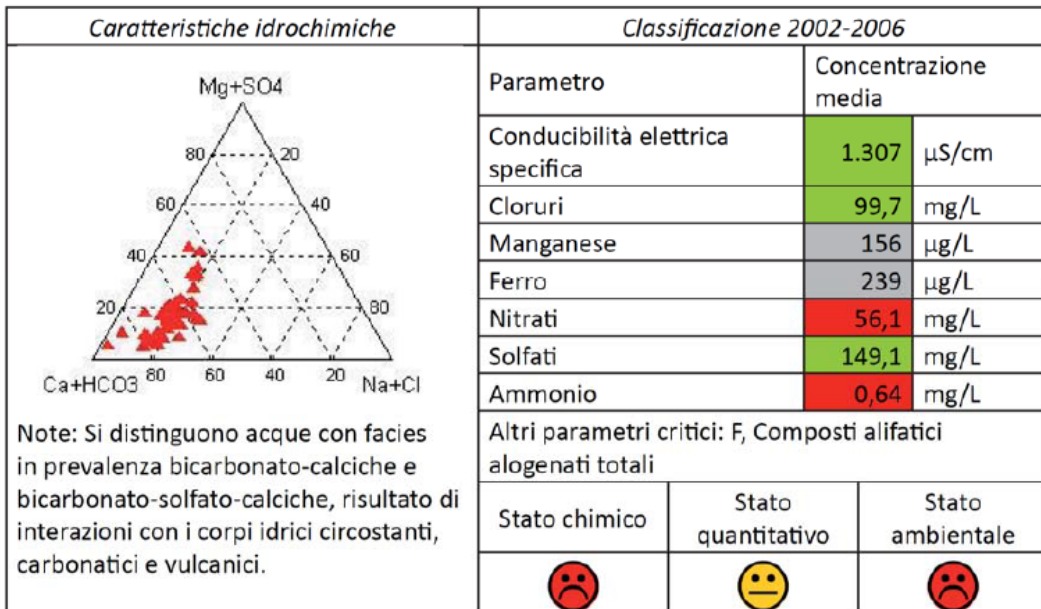 Caratteristiche idrochimiche
Mg+SO4
80 20
60 40
40 60
20 80
Ca+HCO3 80 60 40 20 Na+Cl
Note: Si distinguono acque con facies
in prevalenza bicarbonato-calciche e
bicarbonato-solfato-calciche, risultato di
interazioni con i corpi idrici circostanti,
carbonatici e vulcanici.
Classificazione 2002-2006
Parametro Concentrazione
media
Conducibilità elettrica
specifica 1.307 µS/cm
Cloruri 99,7 mg/L
Manganese 156 µg/L
Ferro 239 µg/L
Nitrati 56,1 mg/L
Solfati 149,1 mg/L
Ammonio 0,64 mg/L
Altri parametri critici: F, Composti alifatici
alogenati totali
Stato chimico Stato
quantitativo Stato
ambientale